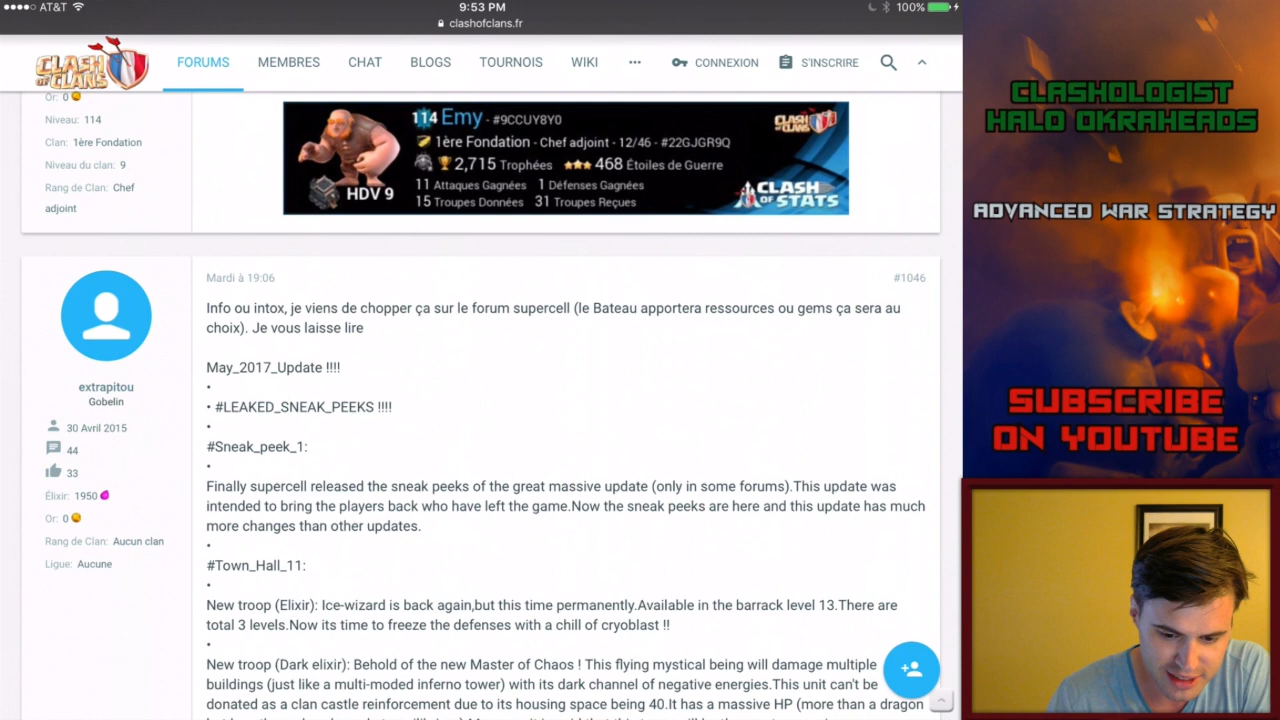 AT&T 9:53 PM 100%
clashofclans.fr
CLASH OF CLANS FORUMS MEMBRES CHAT BLOGS TOURNOIS WIKI ••• CONNEXION S'INSCRIRE
Or: 0
Niveau: 114
Clan: 1ère Fondation
Niveau du clan: 9
Rang de Clan: Chef
adjoint
114 Emy - #9CCUY8Y0
1ère Fondation - Chef adjoint - 12/46 - #22GJGR9Q
2,715 Trophées 468 Étoiles de Guerre
11 Attaques Gagnées 1 Défenses Gagnées
15 Troupes Données 31 Troupes Reçues
HDV 9
CLASH OF CLANS
CLASH OF STATS
extrapitou
Gobelin
30 Avril 2015
44
33
Élixir: 1950
Or: 0
Rang de Clan: Aucun clan
Ligue: Aucune
Mardi à 19:06 #1046
Info ou intox, je viens de chopper ça sur le forum supercell (le Bateau apportera ressources ou gems ça sera au
choix). Je vous laisse lire
May_2017_Update !!!!
•
• #LEAKED_SNEAK_PEEKS !!!!
•
#Sneak_peek_1:
•
Finally supercell released the sneak peeks of the great massive update (only in some forums).This update was
intended to bring the players back who have left the game.Now the sneak peeks are here and this update has much
more changes than other updates.
•
#Town_Hall_11:
•
New troop (Elixir): Ice-wizard is back again,but this time permanently.Available in the barrack level 13.There are
total 3 levels.Now its time to freeze the defenses with a chill of cryoblast !!
•
New troop (Dark elixir): Behold of the new Master of Chaos ! This flying mystical being will damage multiple
buildings (just like a multi-moded inferno tower) with its dark channel of negative energies.This unit can't be
donated as a clan castle reinforcement due to its housing space being 40.It has a massive HP (more than a dragon
CLASHOLOGIST
HALO OKRAHEADS
ADVANCED WAR STRATEGY
SUBSCRIBE
ON YOUTUBE